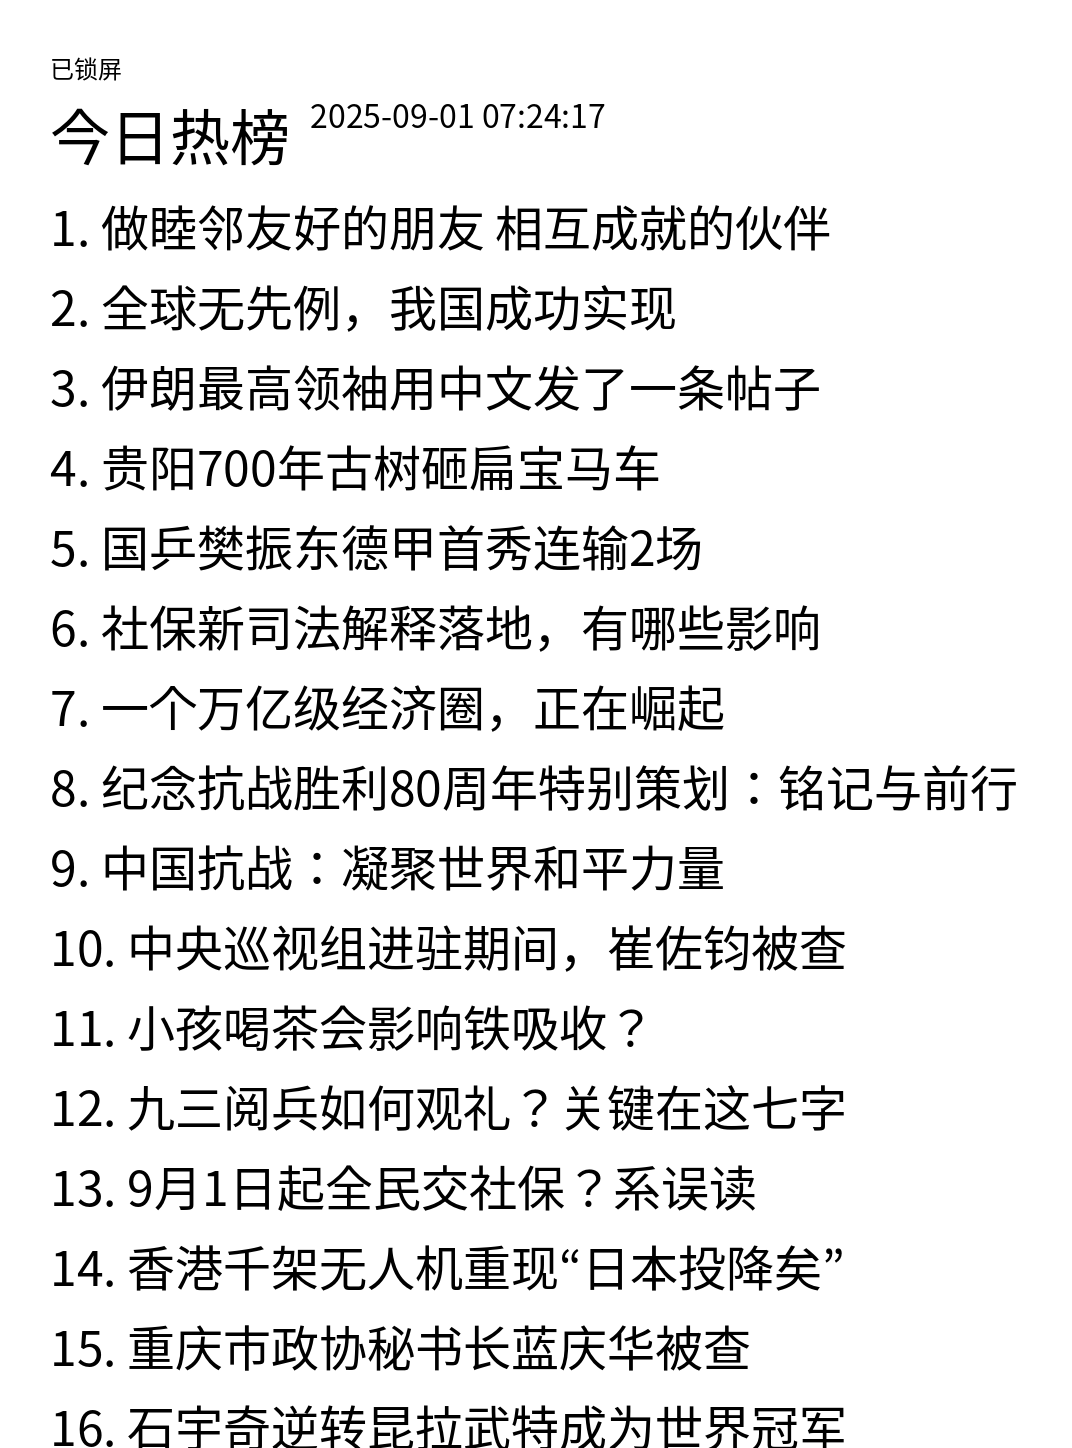 已锁屏
今日热榜 2025-09-01 07:24:17
1. 做睦邻友好的朋友 相互成就的伙伴
2. 全球无先例，我国成功实现
3. 伊朗最高领袖用中文发了一条帖子
4. 贵阳700年古树砸扁宝马车
5. 国乒樊振东德甲首秀连输2场
6. 社保新司法解释落地，有哪些影响
7. 一个万亿级经济圈，正在崛起
8. 纪念抗战胜利80周年特别策划：铭记与前行
9. 中国抗战：凝聚世界和平力量
10. 中央巡视组进驻期间，崔佐钧被查
11. 小孩喝茶会影响铁吸收？
12. 九三阅兵如何观礼？关键在这七字
13. 9月1日起全民交社保？系误读
14. 香港千架无人机重现“日本投降矣”
15. 重庆市政协秘书长蓝庆华被查
16. 石宇奇逆转昆拉武特成为世界冠军